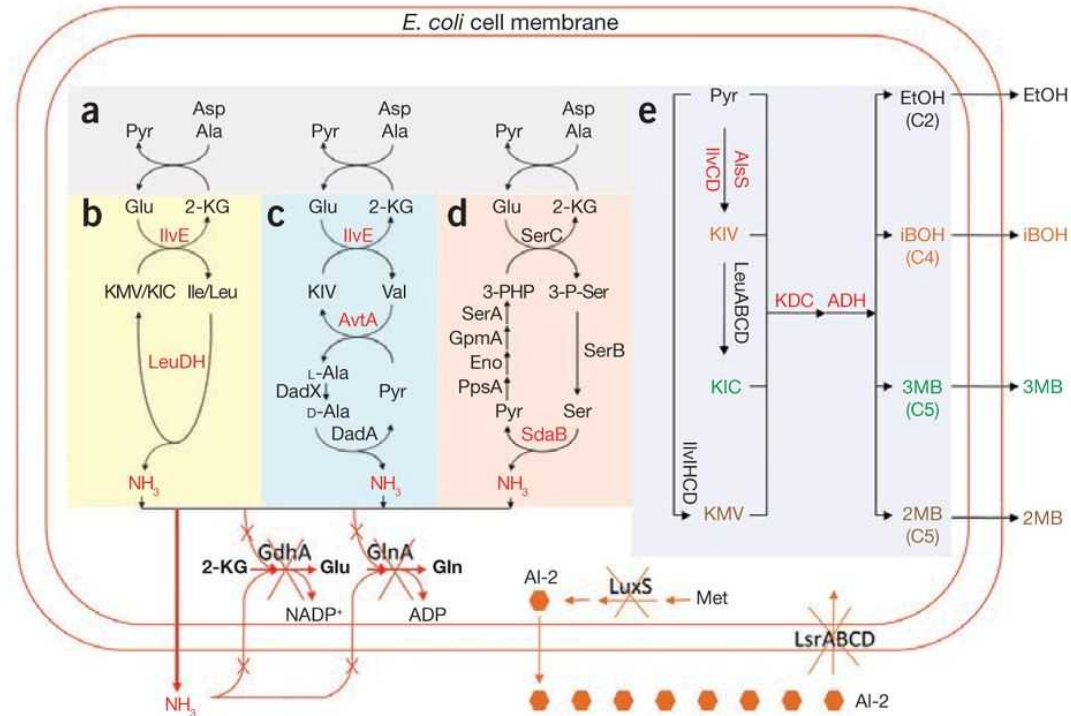 E. coli cell membrane
a
Asp
Ala
Pyr
Asp
Ala
Pyr
Asp
Ala
Pyr
b
Glu
2-KG
IlvE
KMV/KIC
Ile/Leu
LeuDH
NH₃
c
Glu
2-KG
IlvE
KIV
Val
AvtA
L-Ala
DadX
D-Ala
Pyr
DadA
NH₃
d
Glu
2-KG
SerC
3-PHP
3-P-Ser
SerA
GpmA
Eno
PpsA
SerB
Pyr
Ser
SdaB
NH₃
e
Pyr
AlsS
IlvCD
KIV
LeuABCD
KIC
IlvIHCD
KMV
KDC
ADH
EtOH
(C2)
EtOH
iBOH
(C4)
iBOH
3MB
(C5)
3MB
2MB
(C5)
2MB
GdhA
2-KG
Glu
NADP⁺
GlnA
Gln
ADP
NH₃
AI-2
LuxS
Met
LsrABCD
AI-2